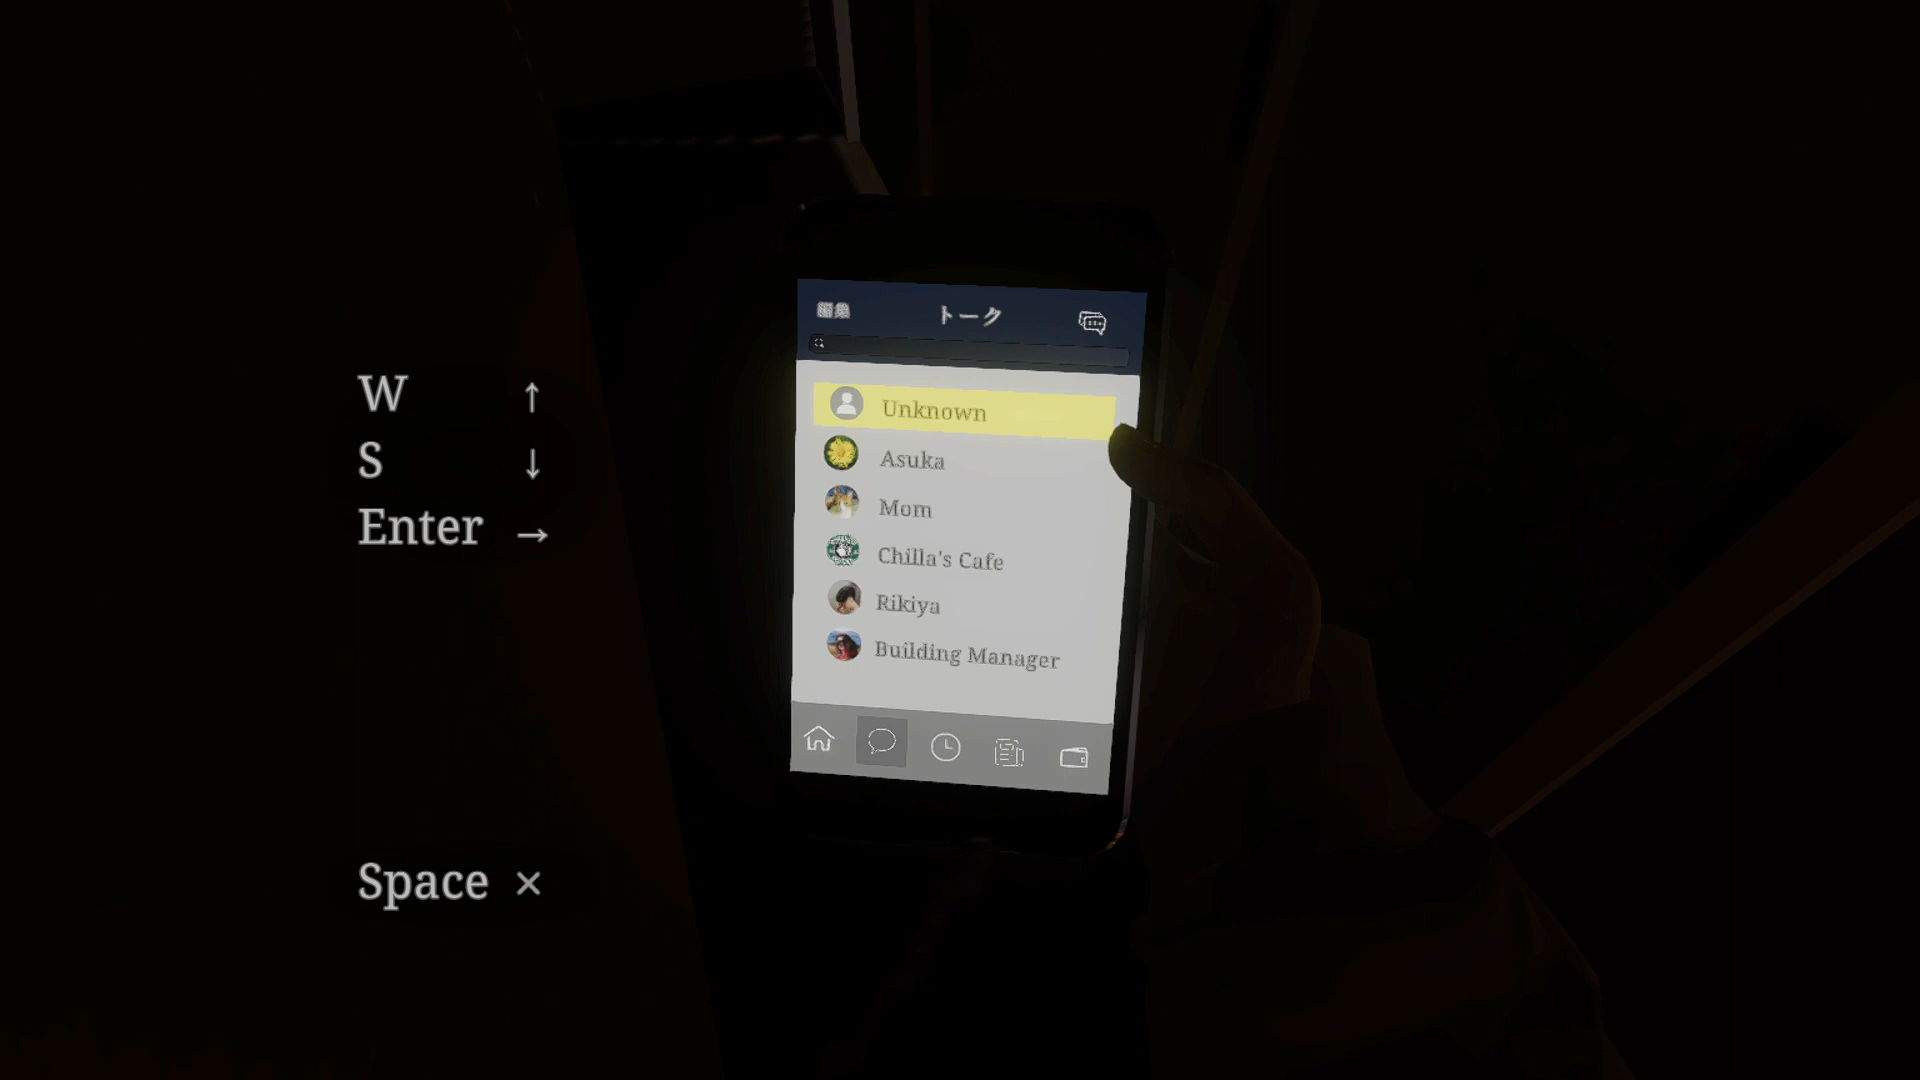 編集
トーク
Unknown
Asuka
Mom
Chilla's Cafe
Rikiya
Building Manager
W ↑
S ↓
Enter →
Space ×